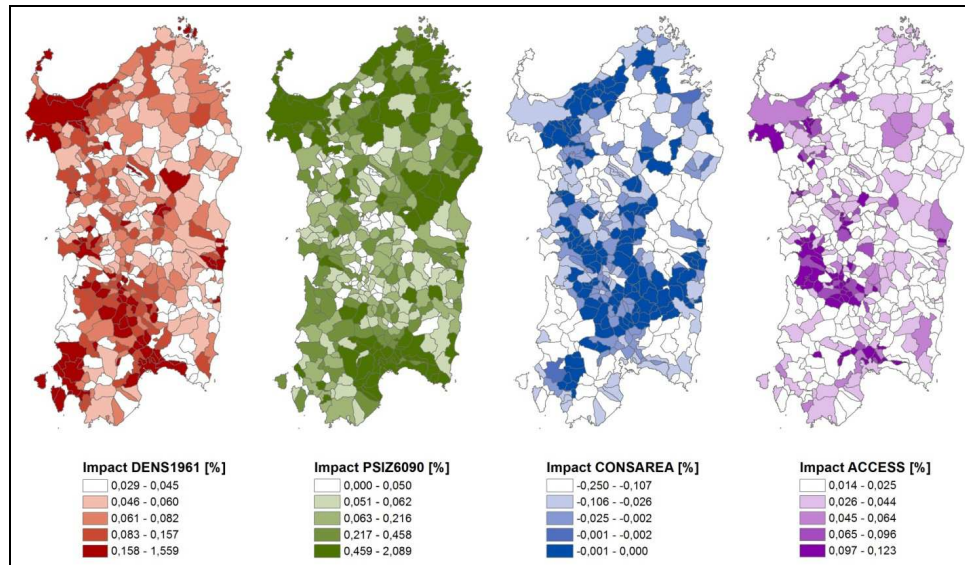 Impact DENS1961 [%]
0,029 - 0,045
0,046 - 0,060
0,061 - 0,082
0,083 - 0,157
0,158 - 1,559
Impact PSIZ6090 [%]
0,000 - 0,050
0,051 - 0,062
0,063 - 0,216
0,217 - 0,458
0,459 - 2,089
Impact CONSAREA [%]
-0,250 - -0,107
-0,106 - -0,026
-0,025 - -0,002
-0,001 - -0,002
-0,001 - 0,000
Impact ACCESS [%]
0,014 - 0,025
0,026 - 0,044
0,045 - 0,064
0,065 - 0,096
0,097 - 0,123